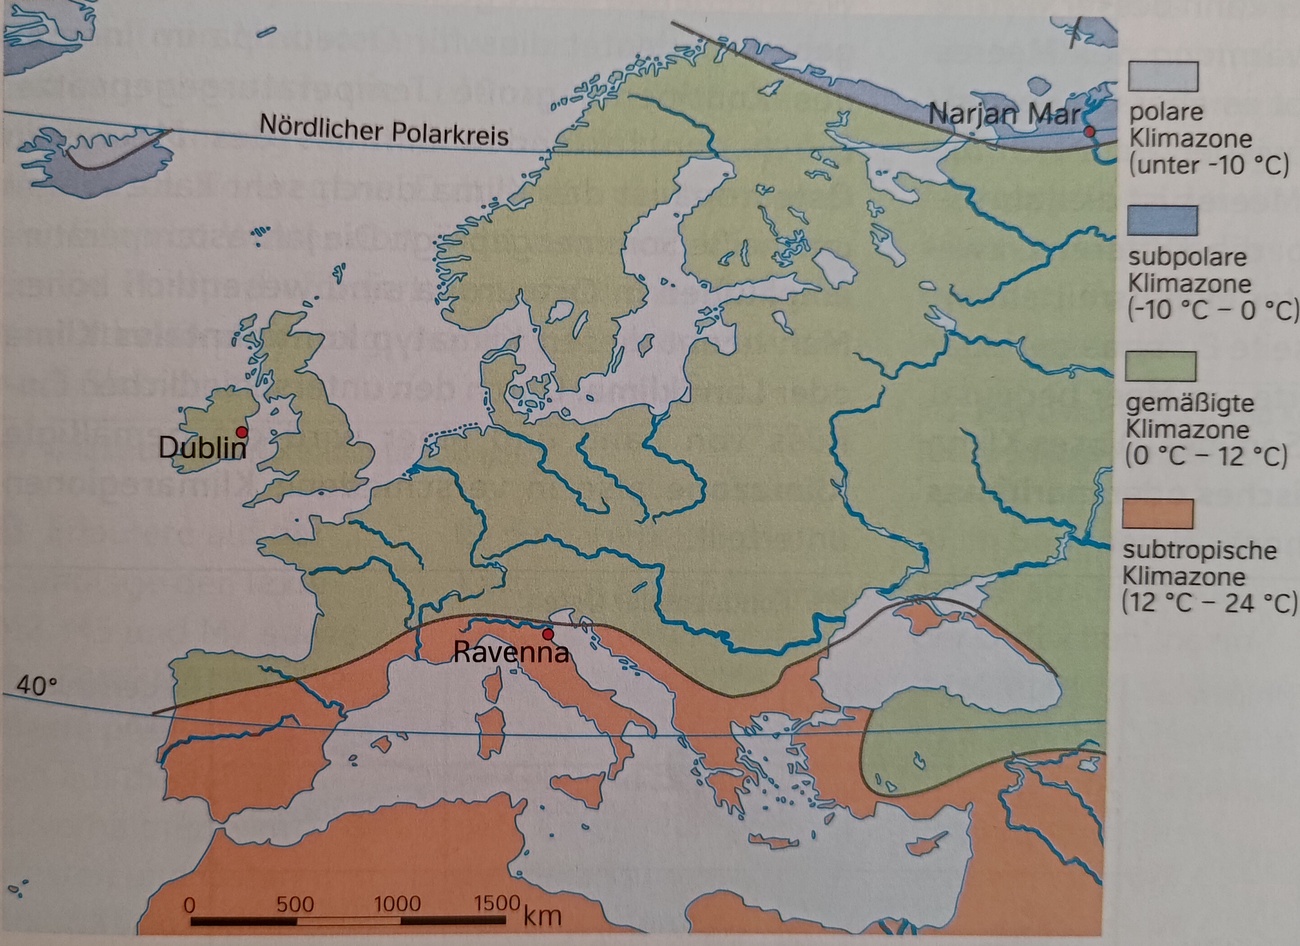 Nördlicher Polarkreis
Narjan Mar
Dublin
Ravenna
40°
0 500 1000 1500 km
polare
Klimazone
(unter -10 °C)
subpolare
Klimazone
(-10 °C – 0 °C)
gemäßigte
Klimazone
(0 °C – 12 °C)
subtropische
Klimazone
(12 °C – 24 °C)